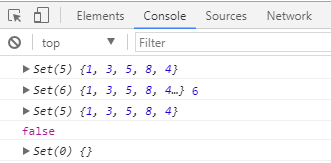 Elements Console Sources Network
top Filter
Set(5) {1, 3, 5, 8, 4}
Set(6) {1, 3, 5, 8, 4…} 6
Set(5) {1, 3, 5, 8, 4}
false
Set(0) {}